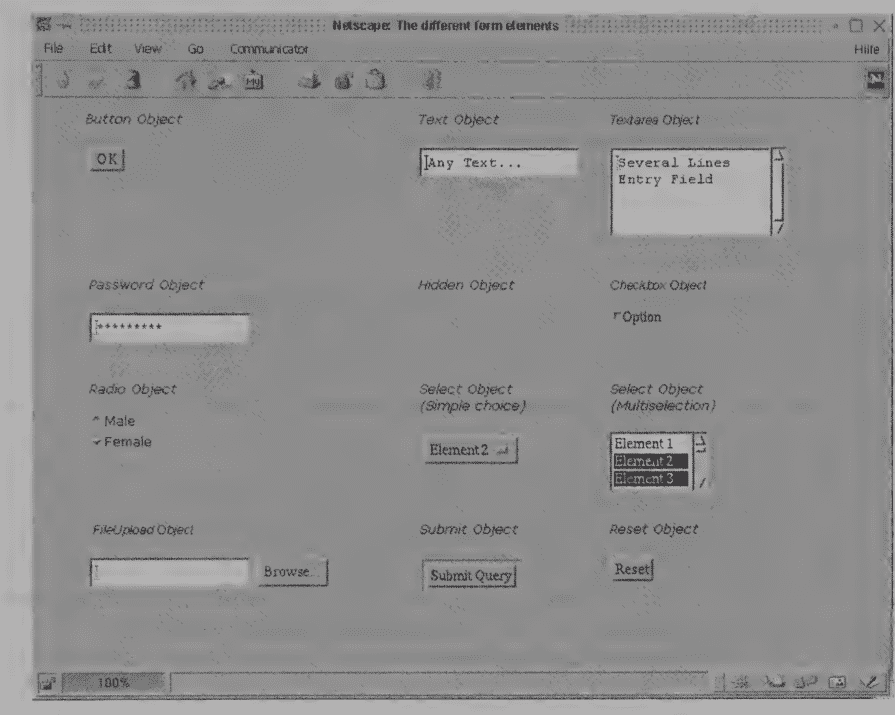 Netscape: The different form elements
File Edit View Go Communicator Hilfe
My
N
Button Object Text Object Textarea Object
OK Any Text... Several Lines
Entry Field
Password Object Hidden Object Checkbox Object
********* Option
Radio Object Select Object Select Object
(Simple choice) (Multiselection)
Male
Female Element 2 Element 1
Element 2
Element 3
FileUpload Object Submit Object Reset Object
Browse... Submit Query Reset
100%